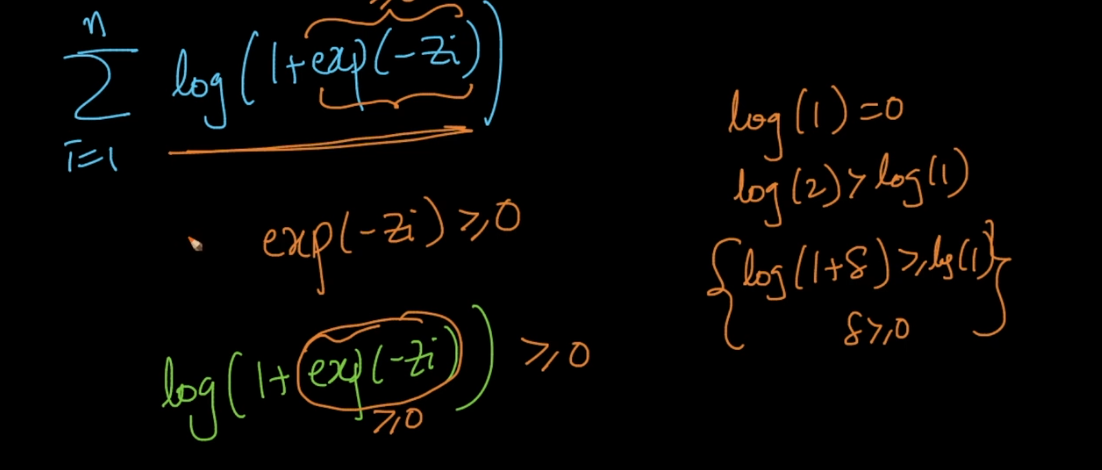 n
∑ log(1+exp(-zi))
i=1
exp(-zi) ≥ 0
log(1+exp(-zi)) ≥ 0
≥ 0
log(1) = 0
log(2) > log(1)
{log(1+δ) ≥ log(1)}
δ ≥ 0